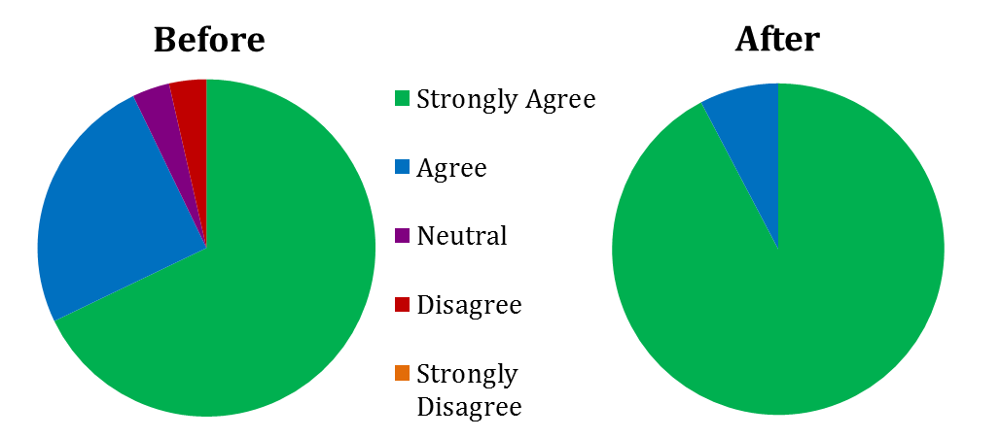 Before
After
Strongly Agree
Agree
Neutral
Disagree
Strongly
Disagree